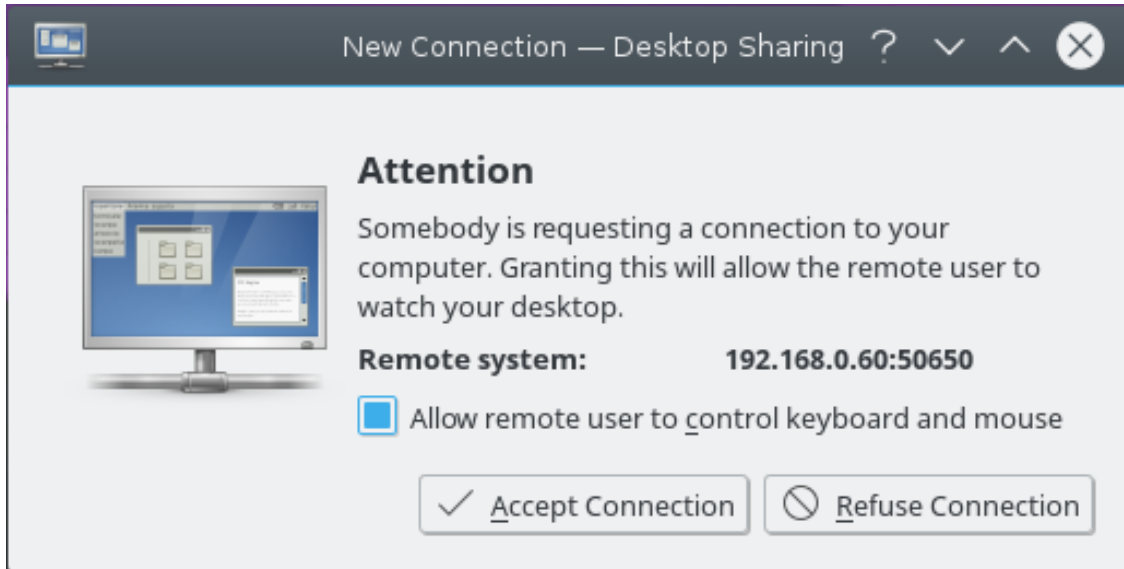 New Connection — Desktop Sharing
Attention
Somebody is requesting a connection to your
computer. Granting this will allow the remote user to
watch your desktop.
Remote system: 192.168.0.60:50650
Allow remote user to control keyboard and mouse
Accept Connection Refuse Connection